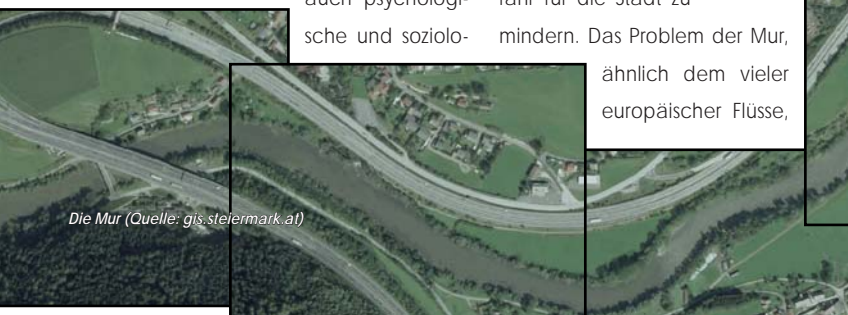 auch psychologi-
sche und soziolo-
fahr für die Stadt zu
mindern. Das Problem der Mur,
ähnlich dem vieler
europäischer Flüsse,
Die Mur (Quelle: gis.steiermark.at)